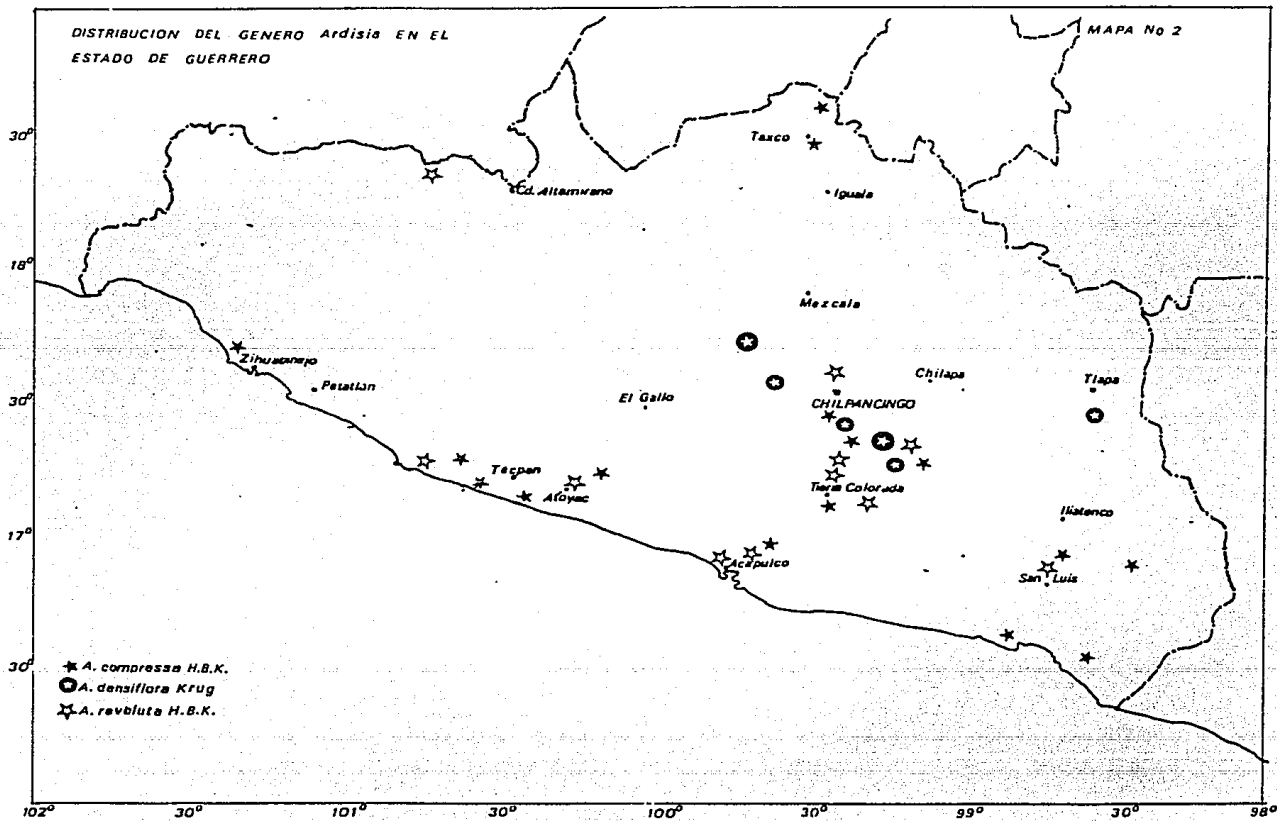 DISTRIBUCION DEL GENERO Ardisia EN EL
ESTADO DE GUERRERO
MAPA No 2
30°
Taxco
Cd. Altamirano
Iguala
18°
Mezcala
Zihuatanejo
Petatlan
El Gallo
Chilapa
Tlapa
30°
CHILPANCINGO
Tecpan
Atoyac
Tierra Colorada
Iliatenco
17°
Acapulco
San Luis
30°
A. compressa H.B.K.
A. densiflora Krug
A. revoluta H.B.K.
102° 30° 101° 30° 100° 30° 99° 30° 98°